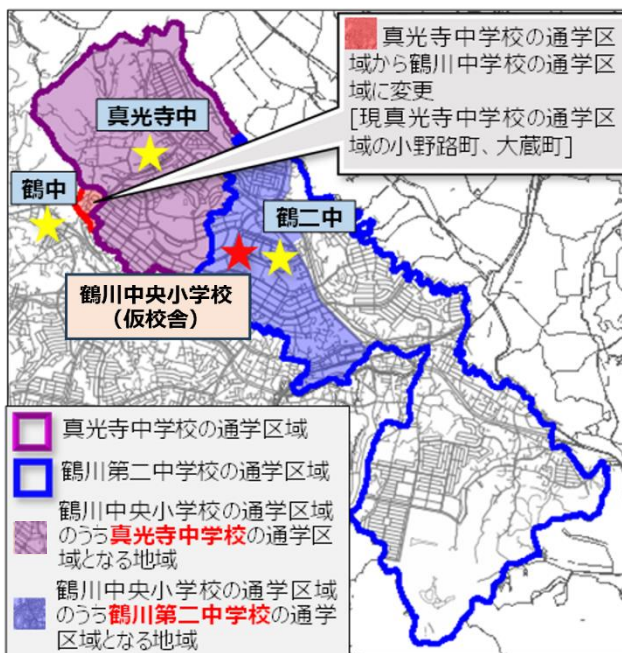 真光寺中学校の通学区
域から鶴川中学校の通学区
域に変更
[現真光寺中学校の通学区
域の小野路町、大蔵町]
真光寺中
鶴中
鶴二中
鶴川中央小学校
（仮校舎）
真光寺中学校の通学区域
鶴川第二中学校の通学区域
鶴川中央小学校の通学区域
のうち真光寺中学校の通学区
域となる地域
鶴川中央小学校の通学区域
のうち鶴川第二中学校の通学
区域となる地域